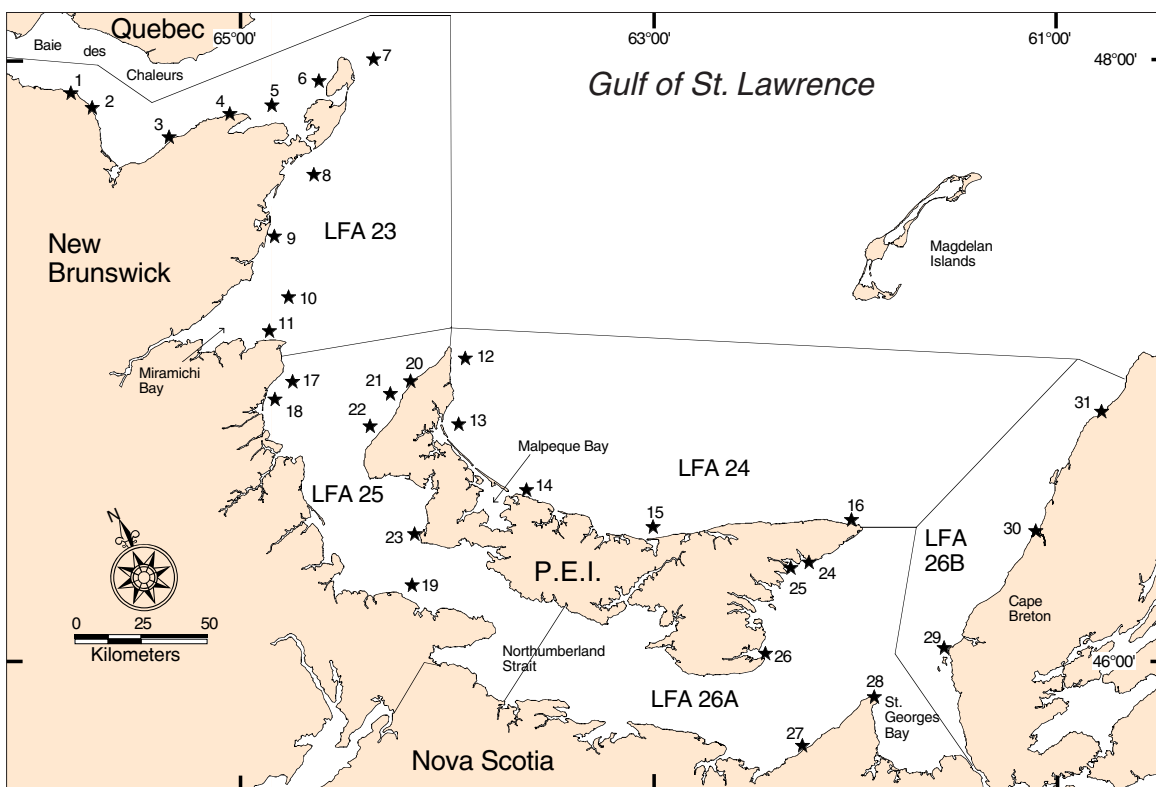 Quebec
65°00'
63°00'
61°00'
Baie des
Chaleurs
48°00'
7
6
Gulf of St. Lawrence
1
2
5
4
3
8
LFA 23
9
New
Brunswick
Magdelan
Islands
10
11
Miramichi
Bay
12
20
17
21
18
22
13
31
Malpeque Bay
LFA 24
14
LFA 25
15
16
N
23
30
LFA
26B
P.E.I.
24
25
19
Cape
Breton
0 25 50
Kilometers
Northumberland
Strait
29
26
46°00'
28
LFA 26A
St.
Georges
Bay
27
Nova Scotia